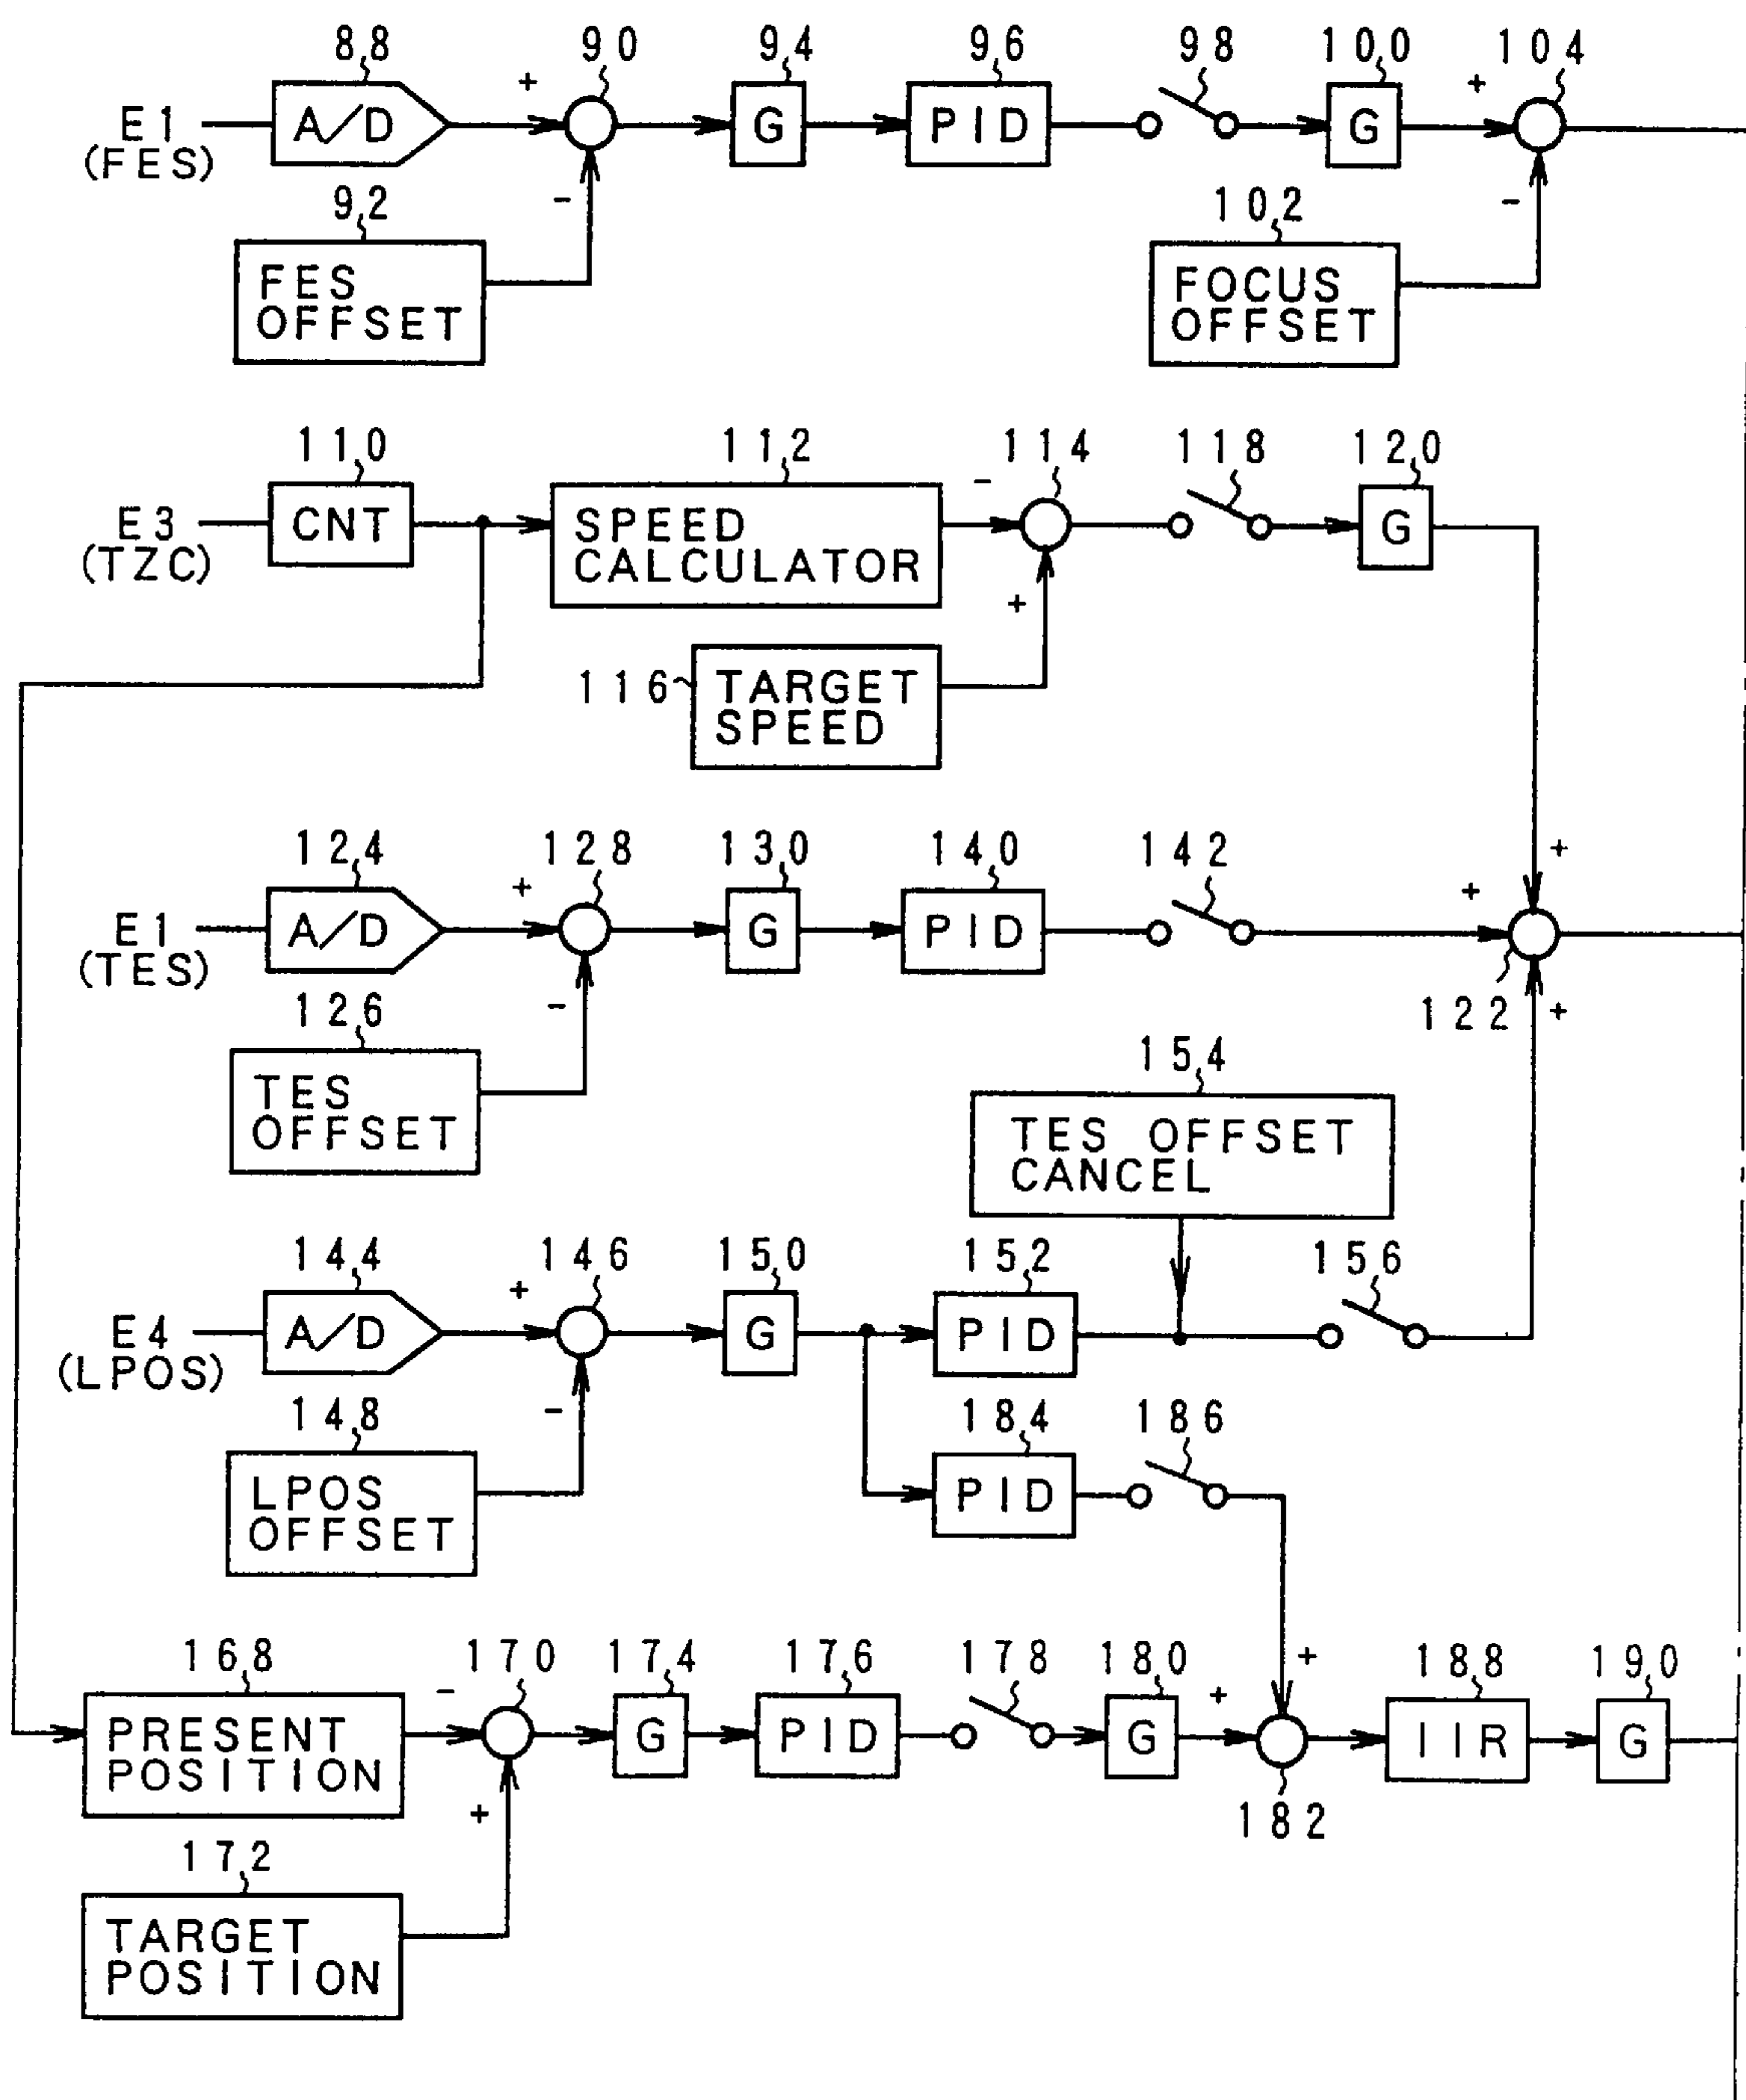 88 90 94 96 98 100 104
+ +
E1 A/D G PID G
(FES)
- -
92 102
FES
OFFSET
FOCUS
OFFSET
110 112 114 118 120
-
E3 CNT SPEED
CALCULATOR G
(TZC)
+
116 TARGET
SPEED
124 128 130 140 142 +
+ +
E1 A/D G PID
(TES)
126 - 122 +
TES
OFFSET
154
TES OFFSET
CANCEL
144 146 150 152 156
+
E4 A/D G PID
(LPOS)
148 - 184 186
LPOS
OFFSET
PID
168 170 174 176 178 180 + 188 190
- +
PRESENT
POSITION
G PID G IIR G
+ 182
172
TARGET
POSITION